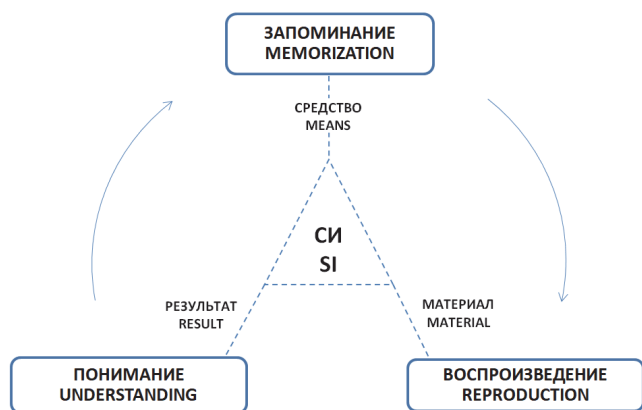 ЗАПОМИНАНИЕ
MEMORIZATION
СРЕДСТВО
MEANS
СИ
SI
РЕЗУЛЬТАТ
RESULT
МАТЕРИАЛ
MATERIAL
ПОНИМАНИЕ
UNDERSTANDING
ВОСПРОИЗВЕДЕНИЕ
REPRODUCTION